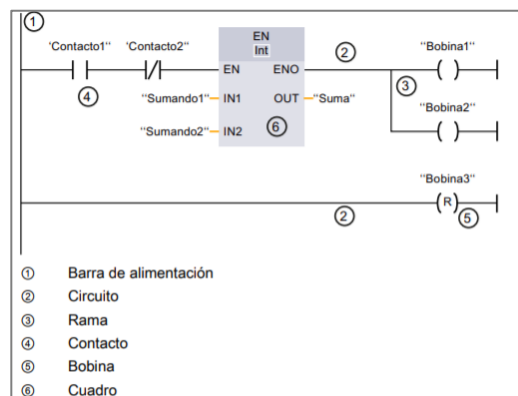 ①
'Contacto1" 'Contacto2" EN Int ② "Bobina1"
EN ENO
④ ③
"Sumando1" IN1 OUT "Suma" "Bobina2"
"Sumando2" IN2 ⑥
"Bobina3"
② R ⑤
① Barra de alimentación
② Circuito
③ Rama
④ Contacto
⑤ Bobina
⑥ Cuadro